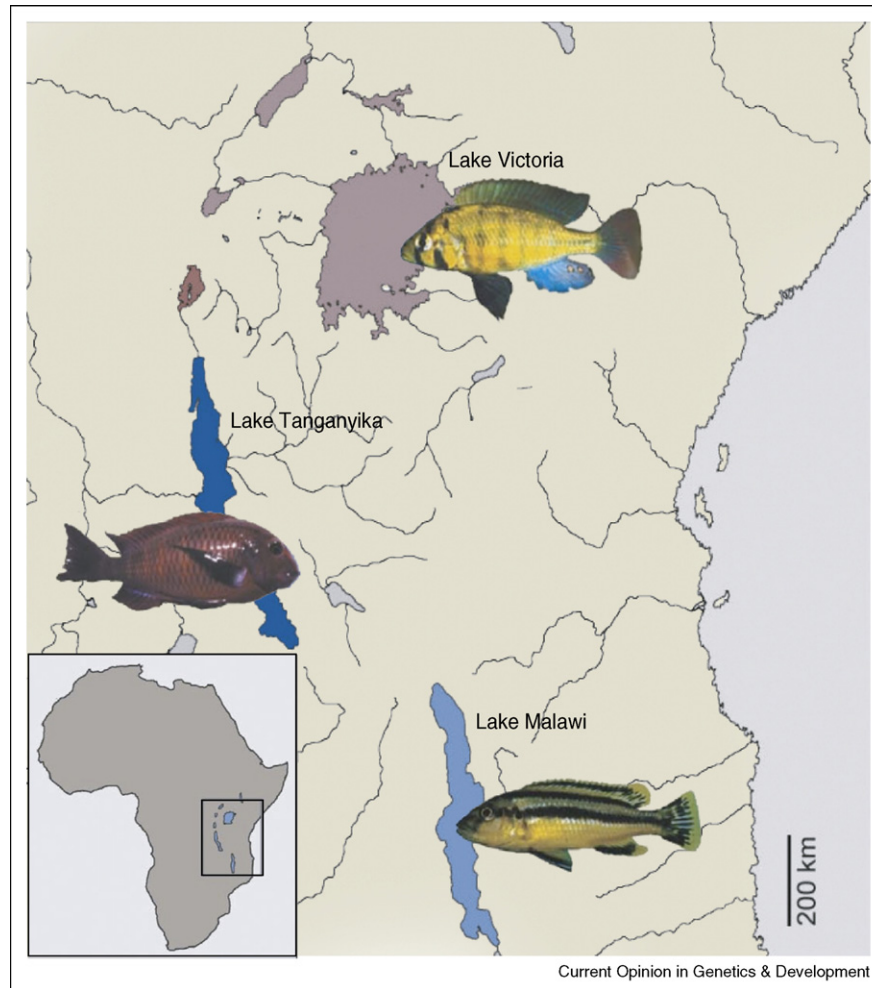 Lake Victoria
Lake Tanganyika
Lake Malawi
200 km
Current Opinion in Genetics & Development